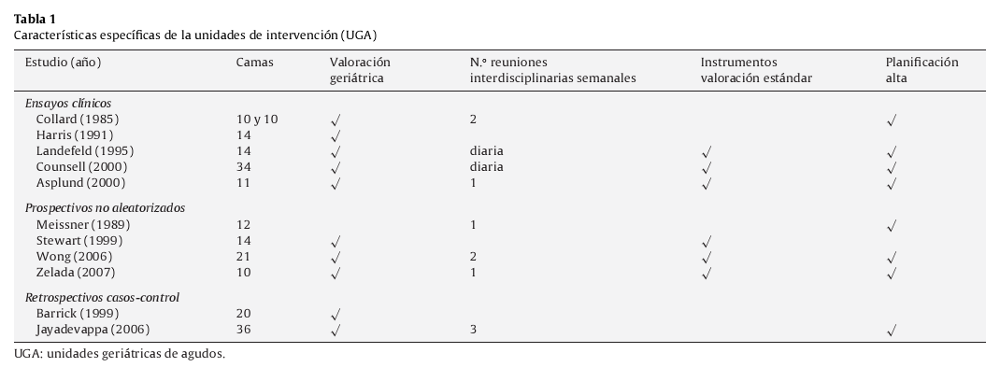 Tabla 1
Características específicas de la unidades de intervención (UGA)
Estudio (año) Camas Valoración geriátrica N.º reuniones interdisciplinarias semanales Instrumentos valoración estándar Planificación alta
Ensayos clínicos
Collard (1985) 10 y 10 √ 2 √
Harris (1991) 14 √
Landefeld (1995) 14 √ diaria √ √
Counsell (2000) 34 √ diaria √ √
Asplund (2000) 11 √ 1 √ √
Prospectivos no aleatorizados
Meissner (1989) 12 1 √
Stewart (1999) 14 √ √
Wong (2006) 21 √ 2 √ √
Zelada (2007) 10 √ 1 √ √
Retrospectivos casos-control
Barrick (1999) 20 √
Jayadevappa (2006) 36 √ 3 √
UGA: unidades geriátricas de agudos.